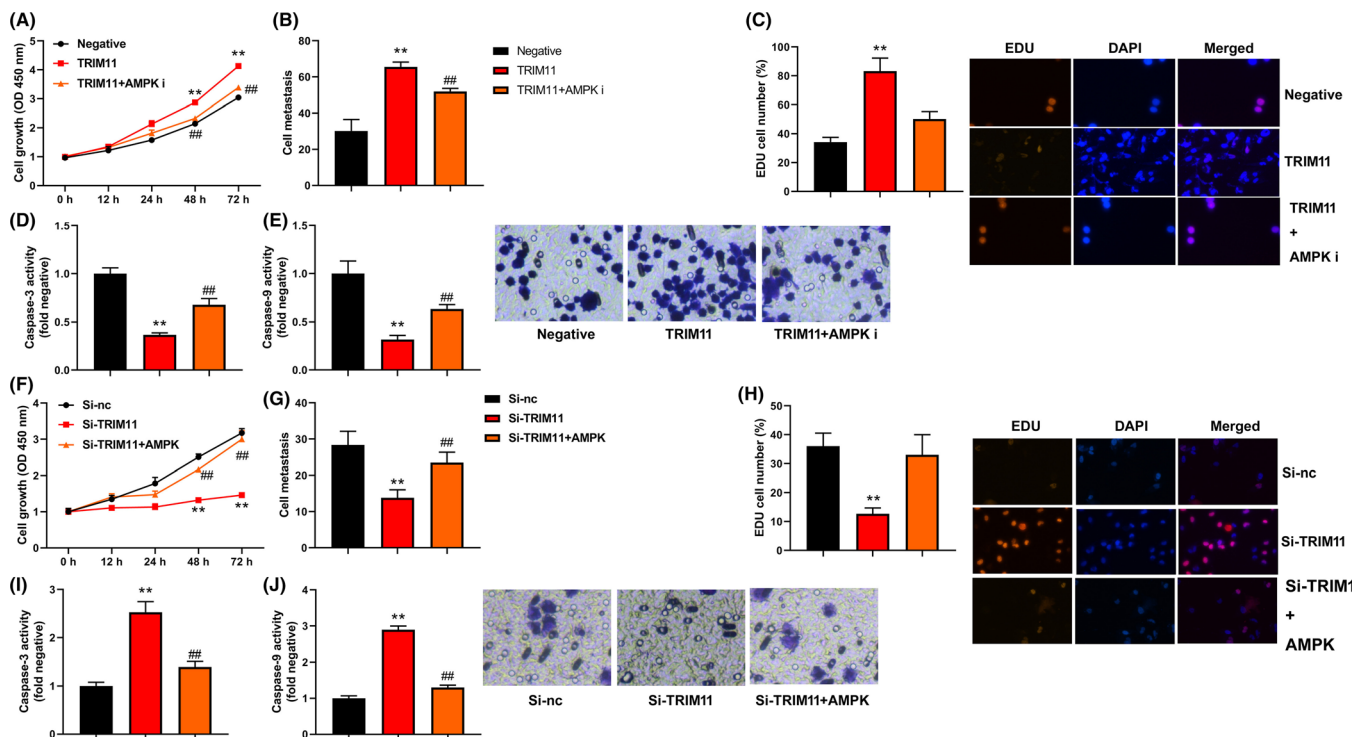 (A)
Negative
TRIM11
TRIM11+AMPK i
Cell growth (OD 450 nm)
5
4
3
2
1
0
0 h
12 h
24 h
48 h
72 h
**
**
##
##
(B)
Cell metastasis
80
60
40
20
0
**
##
Negative
TRIM11
TRIM11+AMPK i
(C)
EDU cell number (%)
100
80
60
40
20
0
**
EDU
DAPI
Merged
Negative
TRIM11
TRIM11
+
AMPK i
(D)
Caspase-3 activity
(fold negative)
1.5
1.0
0.5
0.0
**
##
(E)
Caspase-9 activity
(fold negative)
1.5
1.0
0.5
0.0
**
##
Negative
TRIM11
TRIM11+AMPK i
(F)
Si-nc
Si-TRIM11
Si-TRIM11+AMPK
Cell growth (OD 450 nm)
4
3
2
1
0
0 h
12 h
24 h
48 h
72 h
##
##
**
**
(G)
Cell metastasis
40
30
20
10
0
**
##
Si-nc
Si-TRIM11
Si-TRIM11+AMPK
(H)
EDU cell number (%)
50
40
30
20
10
0
**
EDU
DAPI
Merged
Si-nc
Si-TRIM11
Si-TRIM1
+
AMPK
(I)
Caspase-3 activity
(fold negative)
3
2
1
0
**
##
(J)
Caspase-9 activity
(fold negative)
4
3
2
1
0
**
##
Si-nc
Si-TRIM11
Si-TRIM11+AMPK